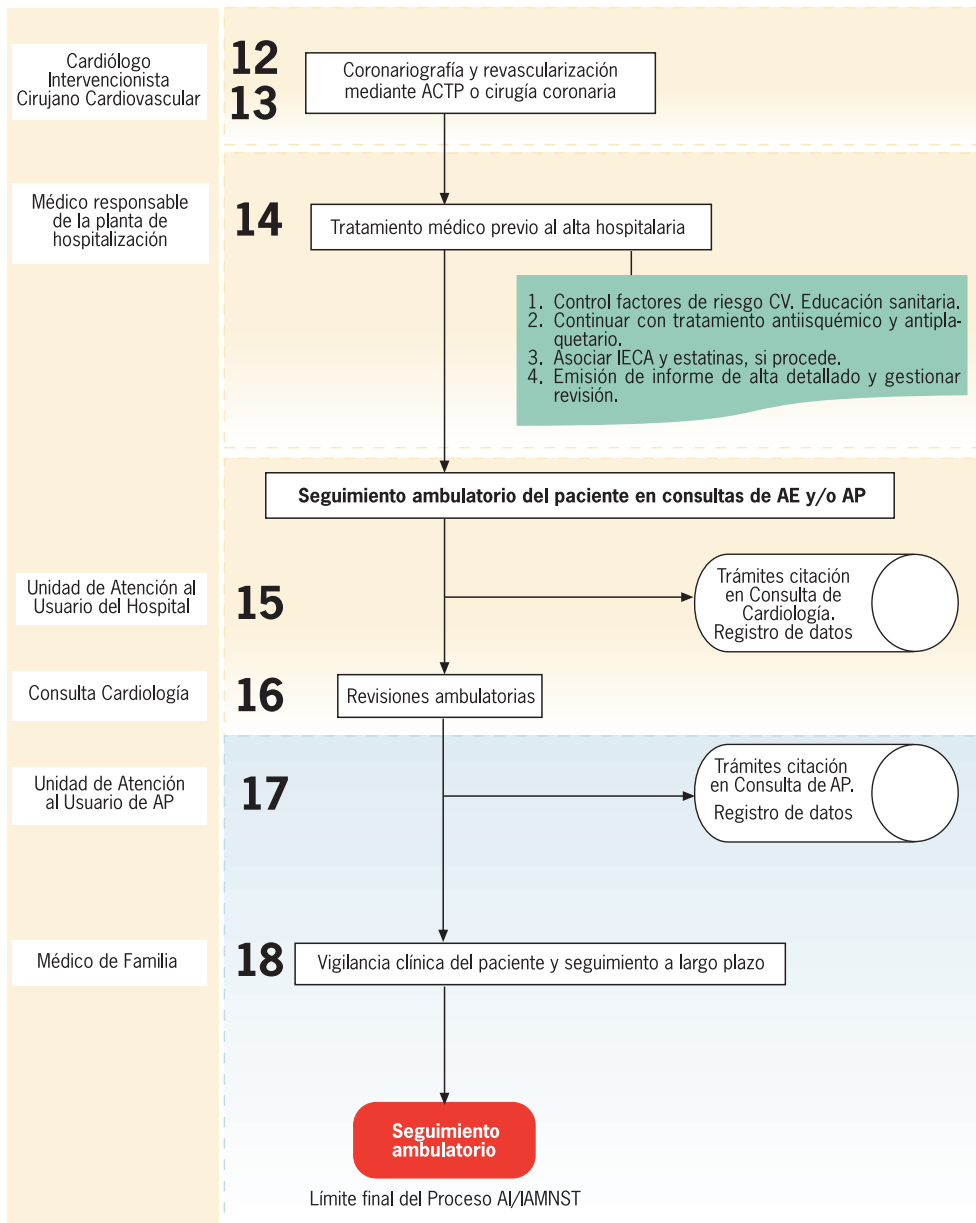 Cardiólogo
Intervencionista
Cirujano Cardiovascular
12
13
Coronariografía y revascularización
mediante ACTP o cirugía coronaria
Médico responsable
de la planta de
hospitalización
14
Tratamiento médico previo al alta hospitalaria
1. Control factores de riesgo CV. Educación sanitaria.
2. Continuar con tratamiento antiisquémico y antipla-
quetario.
3. Asociar IECA y estatinas, si procede.
4. Emisión de informe de alta detallado y gestionar
revisión.
Seguimiento ambulatorio del paciente en consultas de AE y/o AP
Unidad de Atención al
Usuario del Hospital
15
Trámites citación
en Consulta de
Cardiología.
Registro de datos
Consulta Cardiología
16
Revisiones ambulatorias
Unidad de Atención
al Usuario de AP
17
Trámites citación
en Consulta de AP.
Registro de datos
Médico de Familia
18
Vigilancia clínica del paciente y seguimiento a largo plazo
Seguimiento
ambulatorio
Límite final del Proceso AI/IAMNST